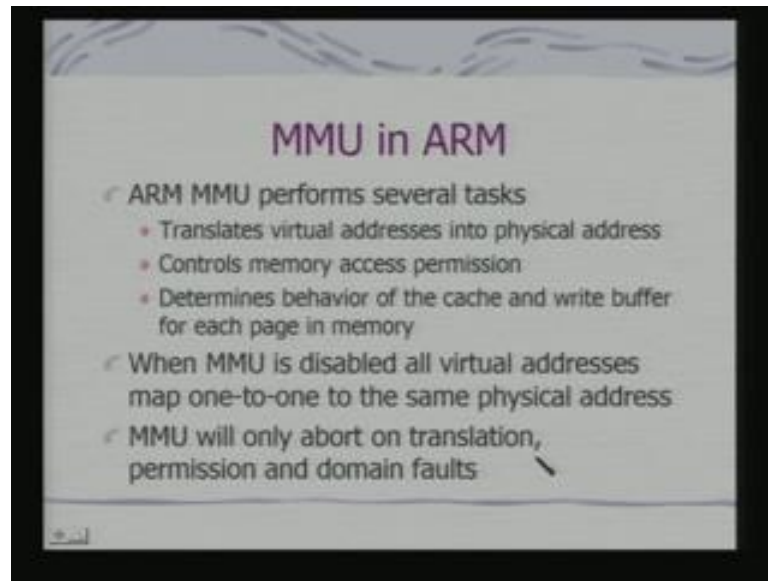 MMU in ARM
ARM MMU performs several tasks
Translates virtual addresses into physical address
Controls memory access permission
Determines behavior of the cache and write buffer
for each page in memory
When MMU is disabled all virtual addresses
map one-to-one to the same physical address
MMU will only abort on translation,
permission and domain faults